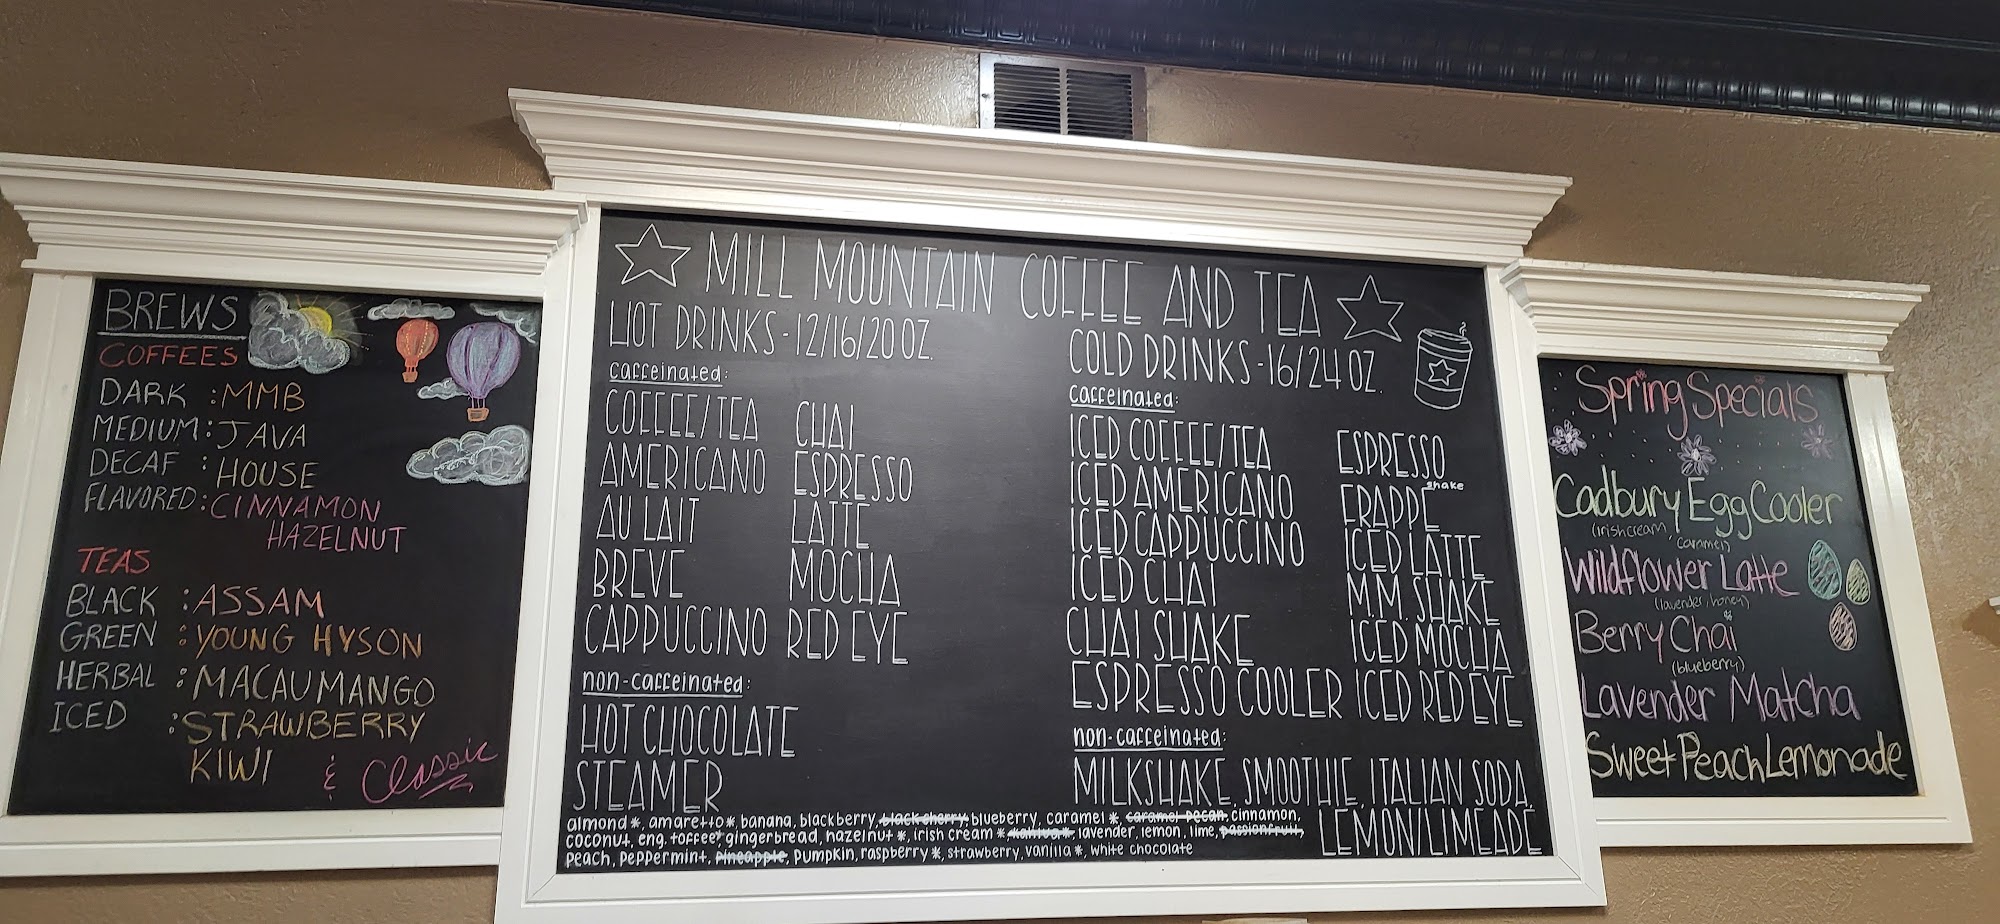 BREWS
COFFEES
DARK : MMB
MEDIUM: JAVA
DECAF : HOUSE
FLAVORED: CINNAMON
HAZELNUT
TEAS
BLACK : ASSAM
GREEN : YOUNG HYSON
HERBAL : MACAU MANGO
ICED : STRAWBERRY
KIWI & Classic
MILL MOUNTAIN COFFEE AND TEA
HOT DRINKS - 12/16/20 OZ.
caffeinated:
COFFEE/TEA CHAI
AMERICANO ESPRESSO
AU LAIT LATTE
BREVE MOCHA
CAPPUCCINO RED EYE
non-caffeinated:
HOT CHOCOLATE
STEAMER
COLD DRINKS - 16/24 OZ.
caffeinated:
ICED COFFEE/TEA ESPRESSO shake
ICED AMERICANO FRAPPE
ICED CAPPUCCINO ICED LATTE
ICED CHAI M.M. SHAKE
CHAI SHAKE ICED MOCHA
ESPRESSO COOLER ICED RED EYE
non-caffeinated:
MILKSHAKE, SMOOTHIE, ITALIAN SODA,
LEMON/LIMEADE
almond*, amaretto*, banana, blackberry, black cherry, blueberry, caramel*, caramel pecan, cinnamon,
coconut, eng. toffee*, gingerbread, hazelnut*, irish cream* kahlua*, lavender, lemon, lime, passionfruit,
peach, peppermint, pineapple, pumpkin, raspberry*, strawberry, vanilla*, white chocolate
Spring Specials
Cadbury Egg Cooler
(irish cream, caramel)
Wildflower Latte
(lavender, honey)
Berry Chai
(blueberry)
Lavender Matcha
Sweet Peach Lemonade